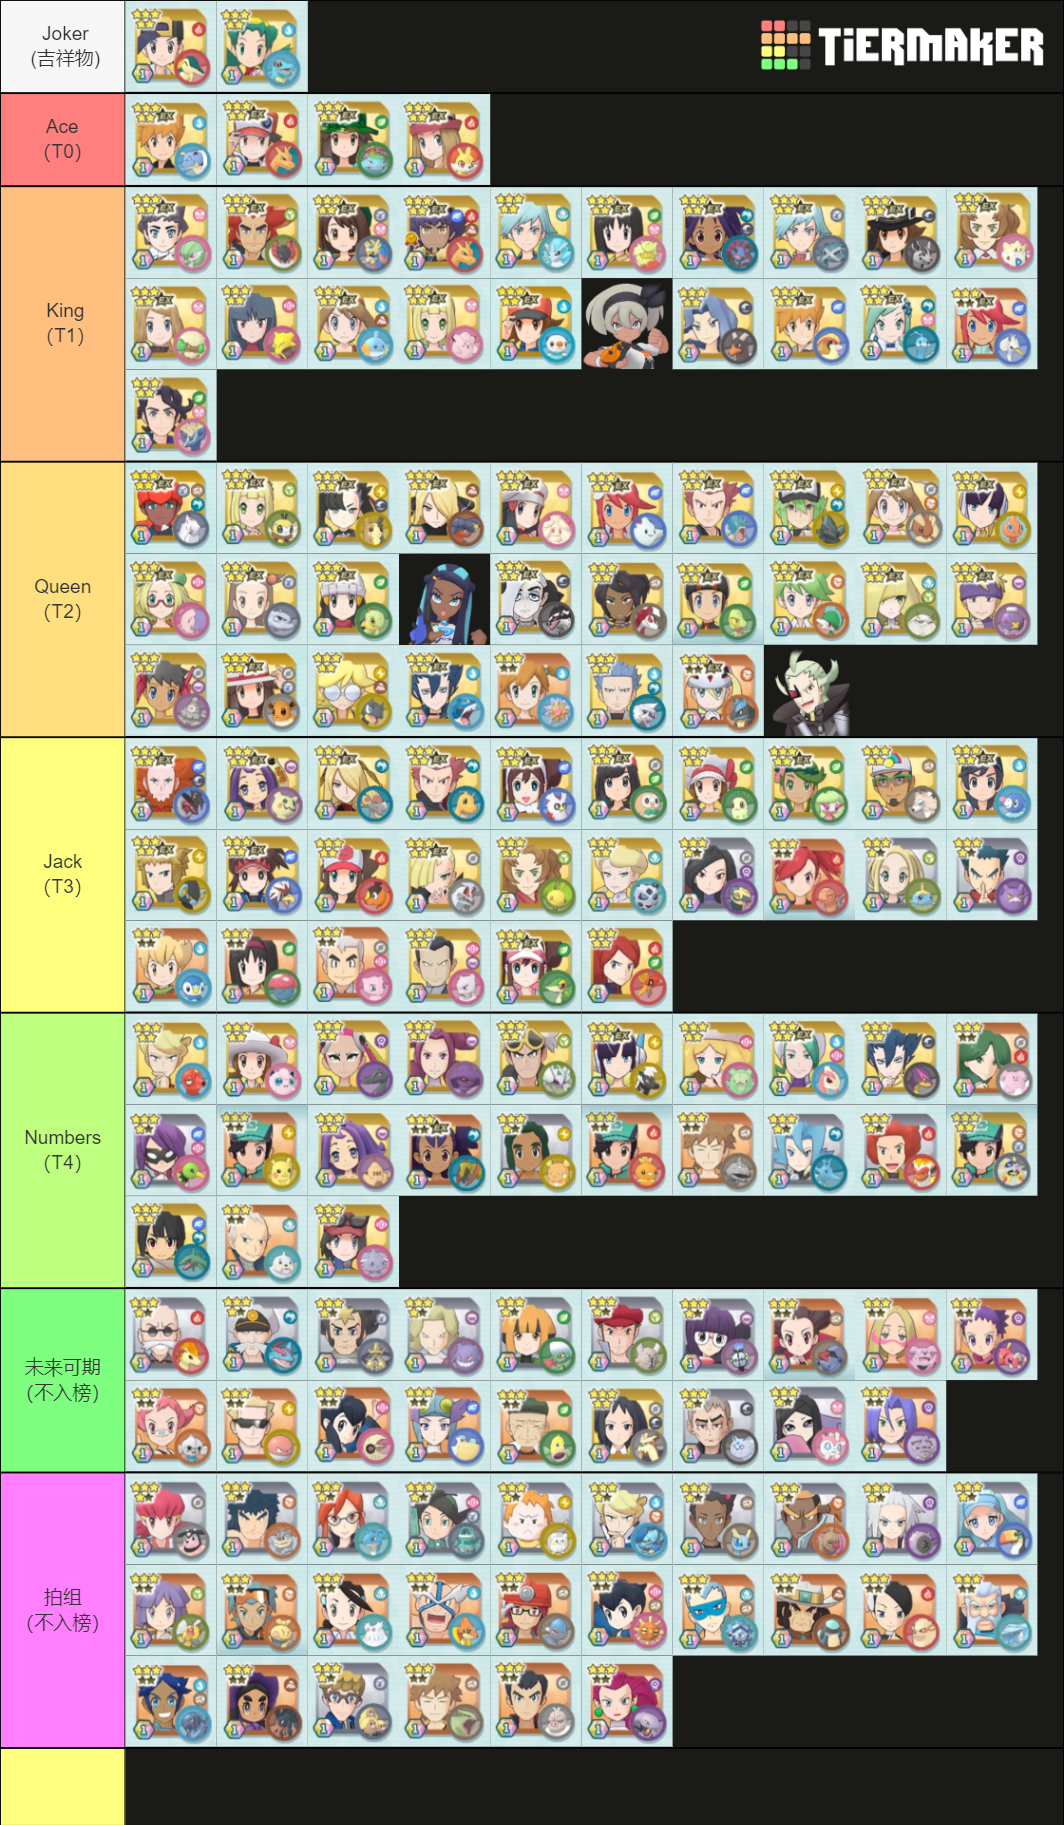 Joker
(吉祥物)
TIERMAKER
Ace
(T0)
King
(T1)
Queen
(T2)
Jack
(T3)
Numbers
(T4)
未来可期
(不入榜)
拍组
(不入榜)